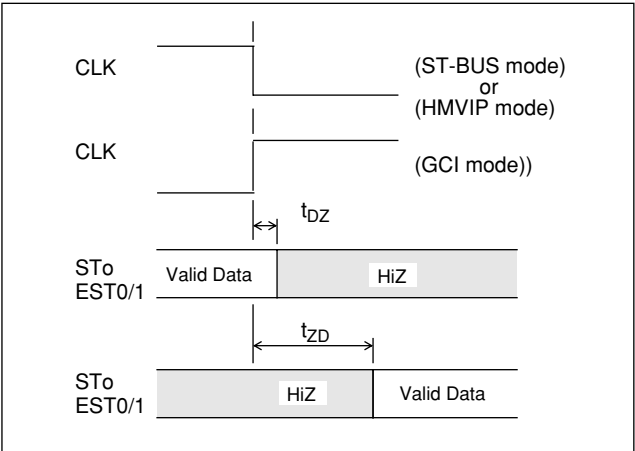 CLK
(ST-BUS mode)
or
(HMVIP mode)
CLK
(GCI mode))
tDZ
STo
EST0/1
Valid Data
HiZ
tZD
STo
EST0/1
HiZ
Valid Data